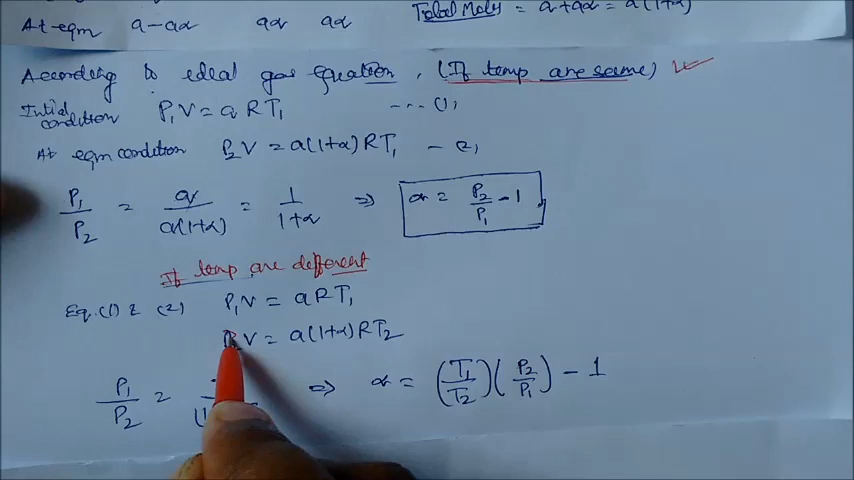 Total Moles = a+aα = a(1+α)
At eqm a-aα aα aα
According to ideal gas equation, (If temp are same)
Initial condition P₁V = aRT₁ ---- (1)
At eqm condition P₂V = a(1+α)RT₁ - (2)
P₁/P₂ = a/a(1+α) = 1/1+α ⇒ α = P₂/P₁ - 1
If temp are different
Eq.(1) & (2) P₁V = aRT₁
P₂V = a(1+α)RT₂
P₁/P₂ = ⇒ α = (T₁/T₂)(P₂/P₁) - 1